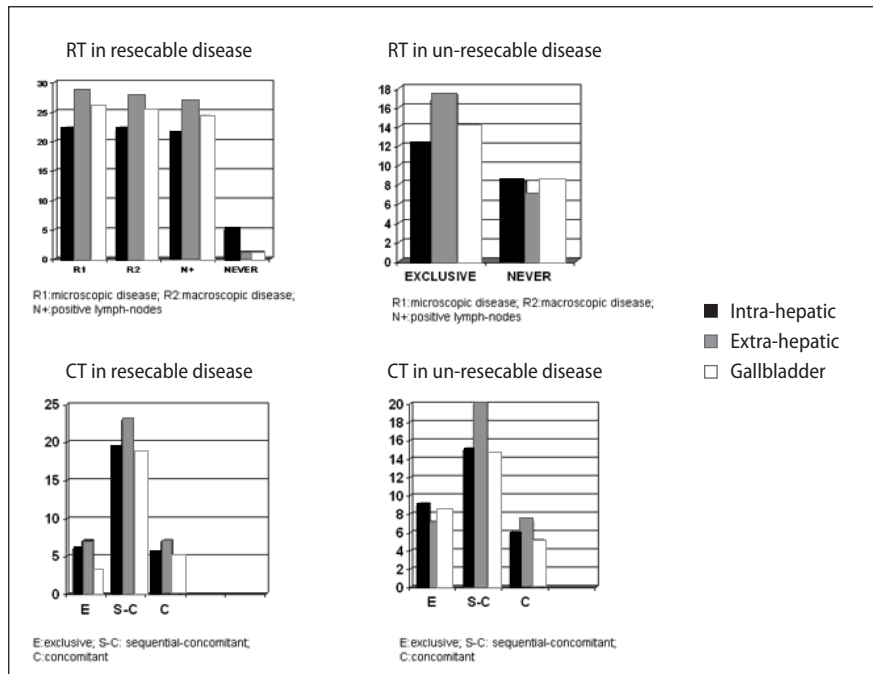 RT in resecable disease
30
25
20
15
10
5
0
R1 R2 N+ NEVER
R1:microscopic disease; R2:macroscopic disease;
N+:positive lymph-nodes
RT in un-resecable disease
18
16
14
12
10
8
6
4
2
0
EXCLUSIVE NEVER
R1:microscopic disease; R2:macroscopic disease;
N+:positive lymph-nodes
Intra-hepatic
Extra-hepatic
Gallbladder
CT in resecable disease
25
20
15
10
5
0
E S-C C
E:exclusive; S-C: sequential-concomitant;
C:concomitant
CT in un-resecable disease
20
18
16
14
12
10
8
6
4
2
0
E S-C C
E:exclusive; S-C: sequential-concomitant;
C:concomitant